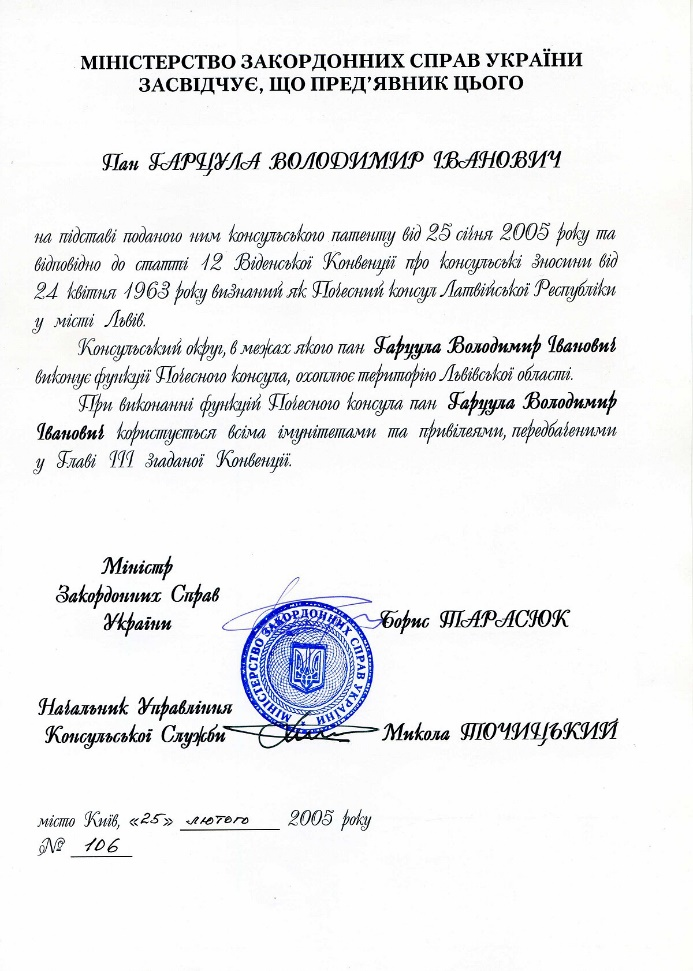 МІНІСТЕРСТВО ЗАКОРДОННИХ СПРАВ УКРАЇНИ
ЗАСВІДЧУЄ, ЩО ПРЕД’ЯВНИК ЦЬОГО
Пан ГАРЦУЛА ВОЛОДИМИР ІВАНОВИЧ
на підставі поданого ним консульського патенту від 25 січня 2005 року та
відповідно до статті 12 Віденської Конвенції про консульські зносини від
24 квітня 1963 року визнаний як Почесний консул Латвійської Республіки
у місті Львів.
Консульський округ, в межах якого пан Гарцула Володимир Іванович
виконує функції Почесного консула, охоплює територію Львівської області.
При виконанні функцій Почесного консула пан Гарцула Володимир
Іванович користується всіма імунітетами та привілеями, передбаченими
у Главі III згаданої Конвенції.
Міністр
Закордонних Справ
України
Борис ТАРАСЮК
МІНІСТЕРСТВО ЗАКОРДОННИХ СПРАВ УКРАЇНИ
Начальник Управління
Консульської Служби
Микола ТОЧИЦЬКИЙ
місто Київ, «25» лютого 2005 року
№ 106